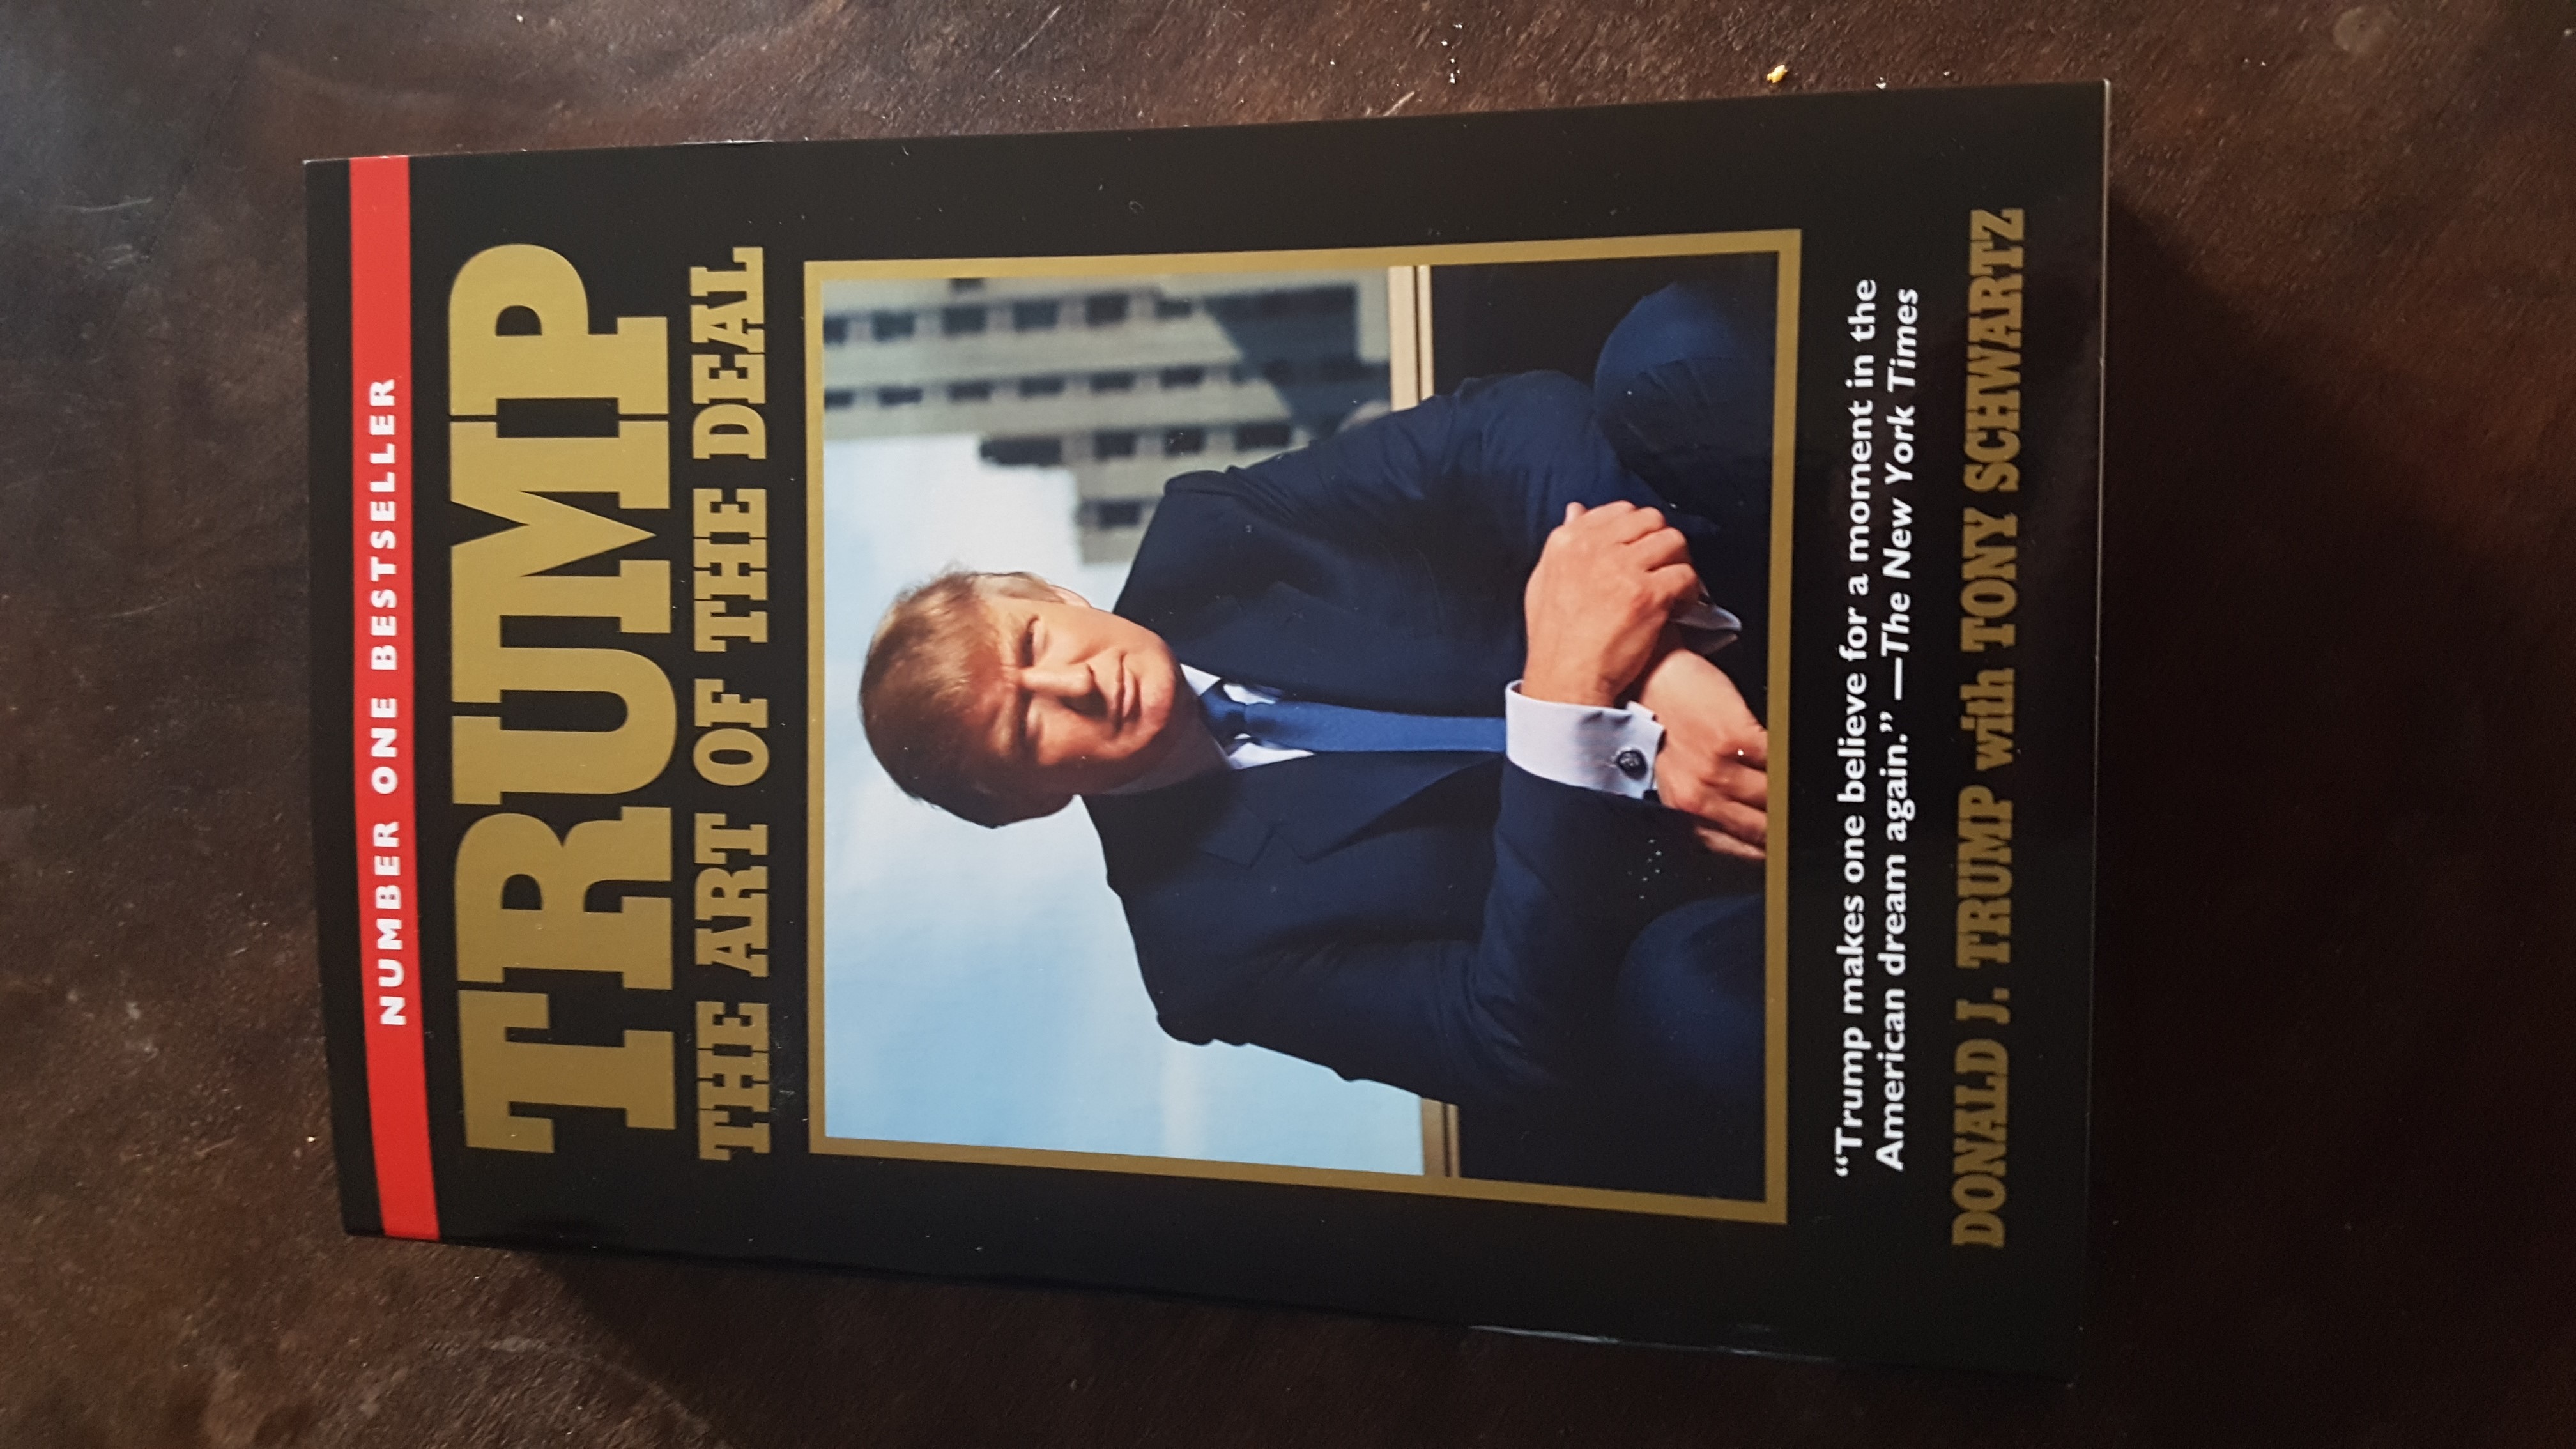 NUMBER ONE BESTSELLER
TRUMP
THE ART OF THE DEAL
“Trump makes one believe for a moment in the
American dream again.” —The New York Times
DONALD J. TRUMP with TONY SCHWARTZ